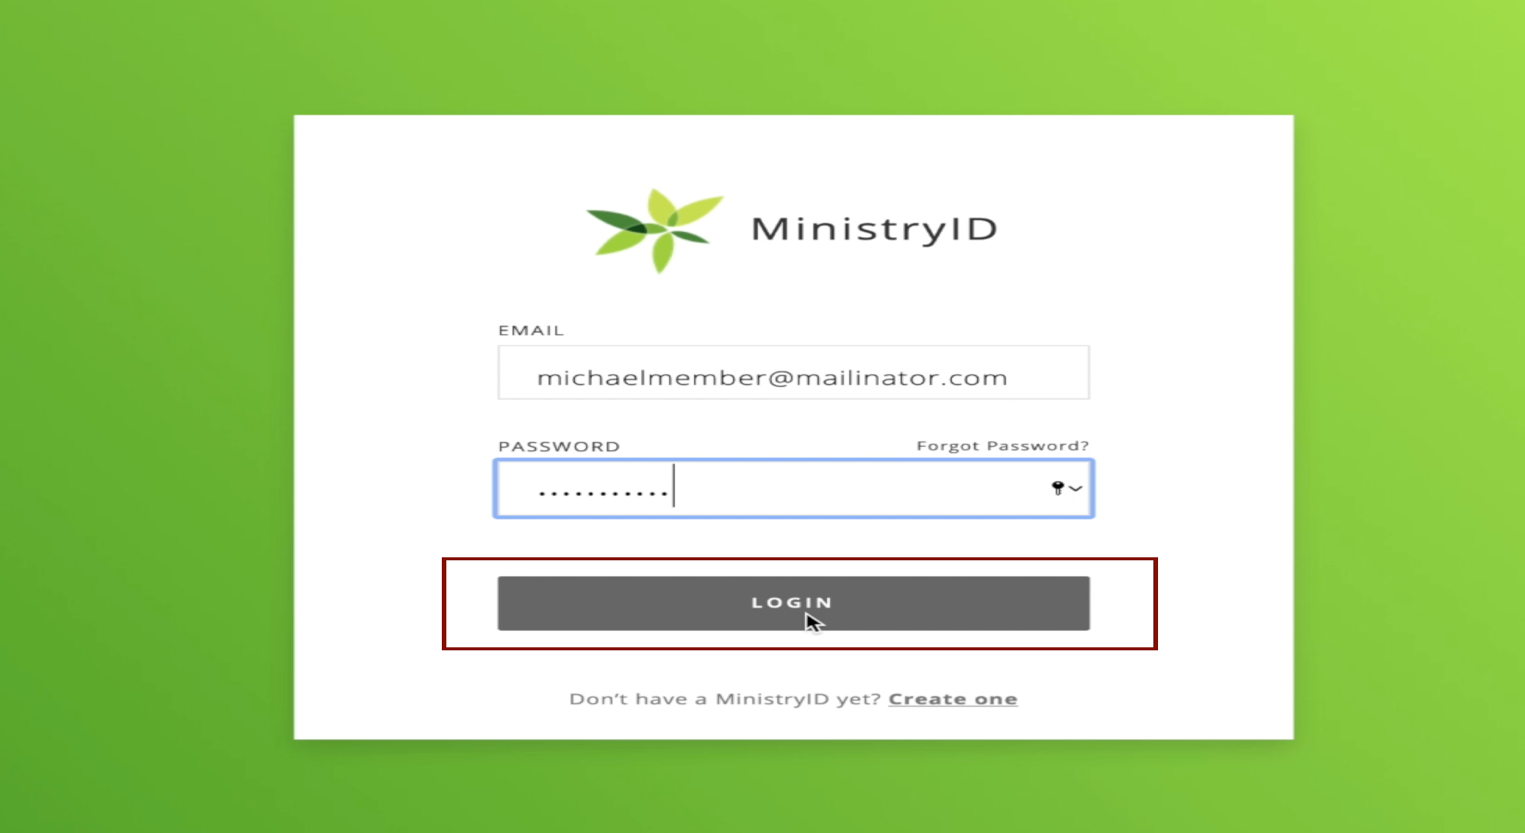 MinistryID
EMAIL
michaelmember@mailinator.com
PASSWORD Forgot Password?
...........
LOGIN
Don't have a MinistryID yet? Create one